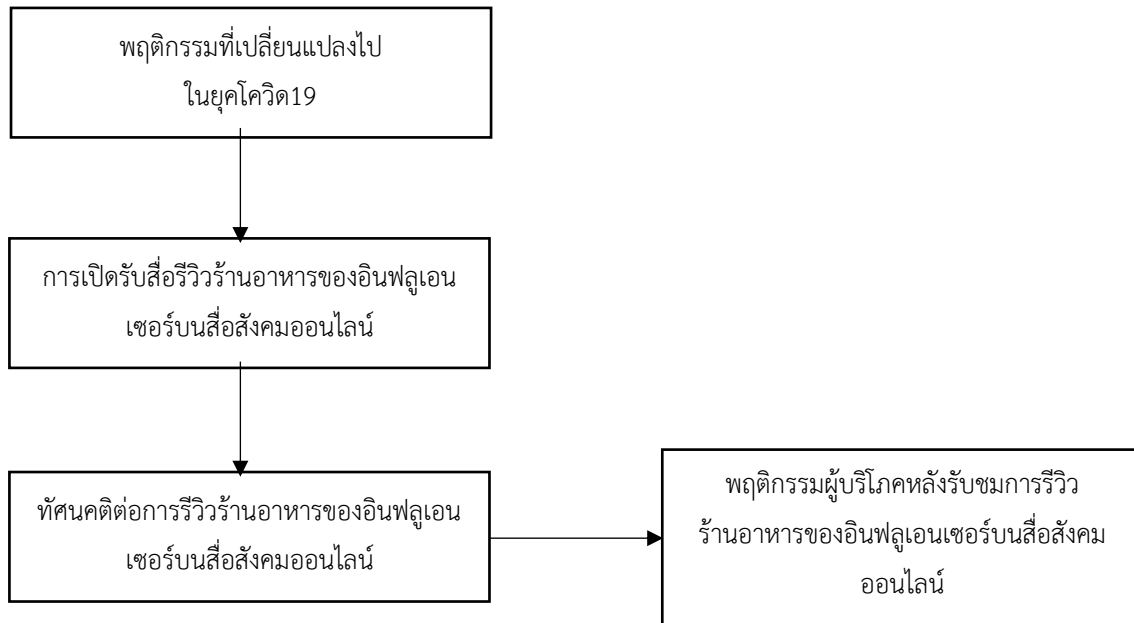 พฤติกรรมที่เปลี่ยนแปลงไป
ในยุคโควิด19
การเปิดรับสื่อรีวิวร้านอาหารของอินฟลูเอน
เซอร์บนสื่อสังคมออนไลน์
ทัศนคติต่อการรีวิวร้านอาหารของอินฟลูเอน
เซอร์บนสื่อสังคมออนไลน์
พฤติกรรมผู้บริโภคหลังรับชมการรีวิว
ร้านอาหารของอินฟลูเอนเซอร์บนสื่อสังคม
ออนไลน์